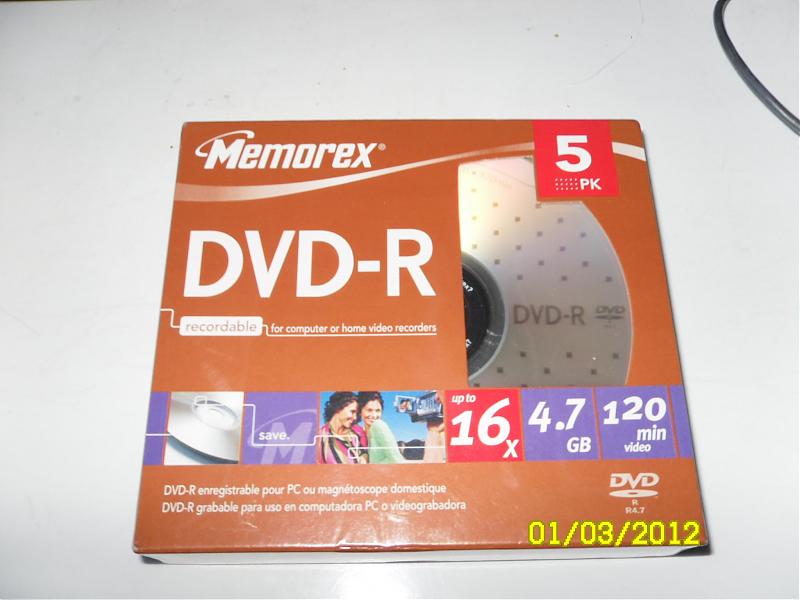 Memorex®
5
PK
DVD-R
DVD-R
DVD
recordable for computer or home video recorders
save.
up to
16x
4.7
GB
120
min
video
DVD
R
R4.7
DVD-R enregistrable pour PC ou magnétoscope domestique
DVD-R grabable para uso en computadora PC o videograbadora
01/03/2012